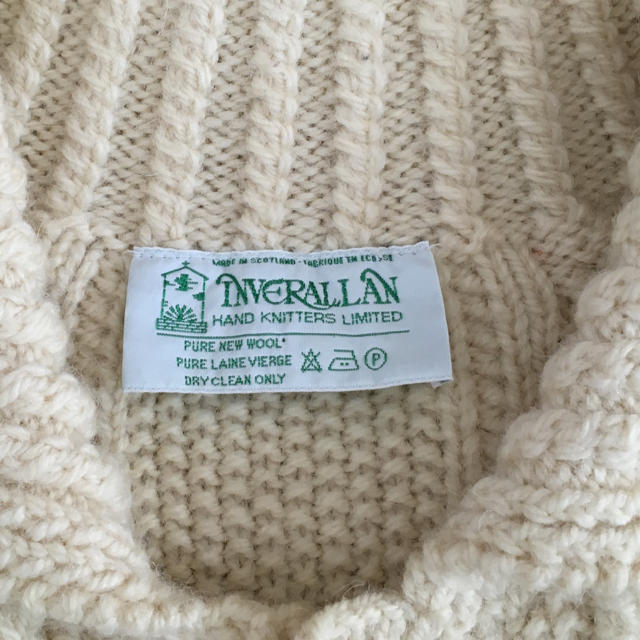 MADE IN SCOTLAND FABRIQUE EN ECOSSE
INVERALLAN
HAND KNITTERS LIMITED
PURE NEW WOOL
PURE LAINE VIERGE
P
DRY CLEAN ONLY